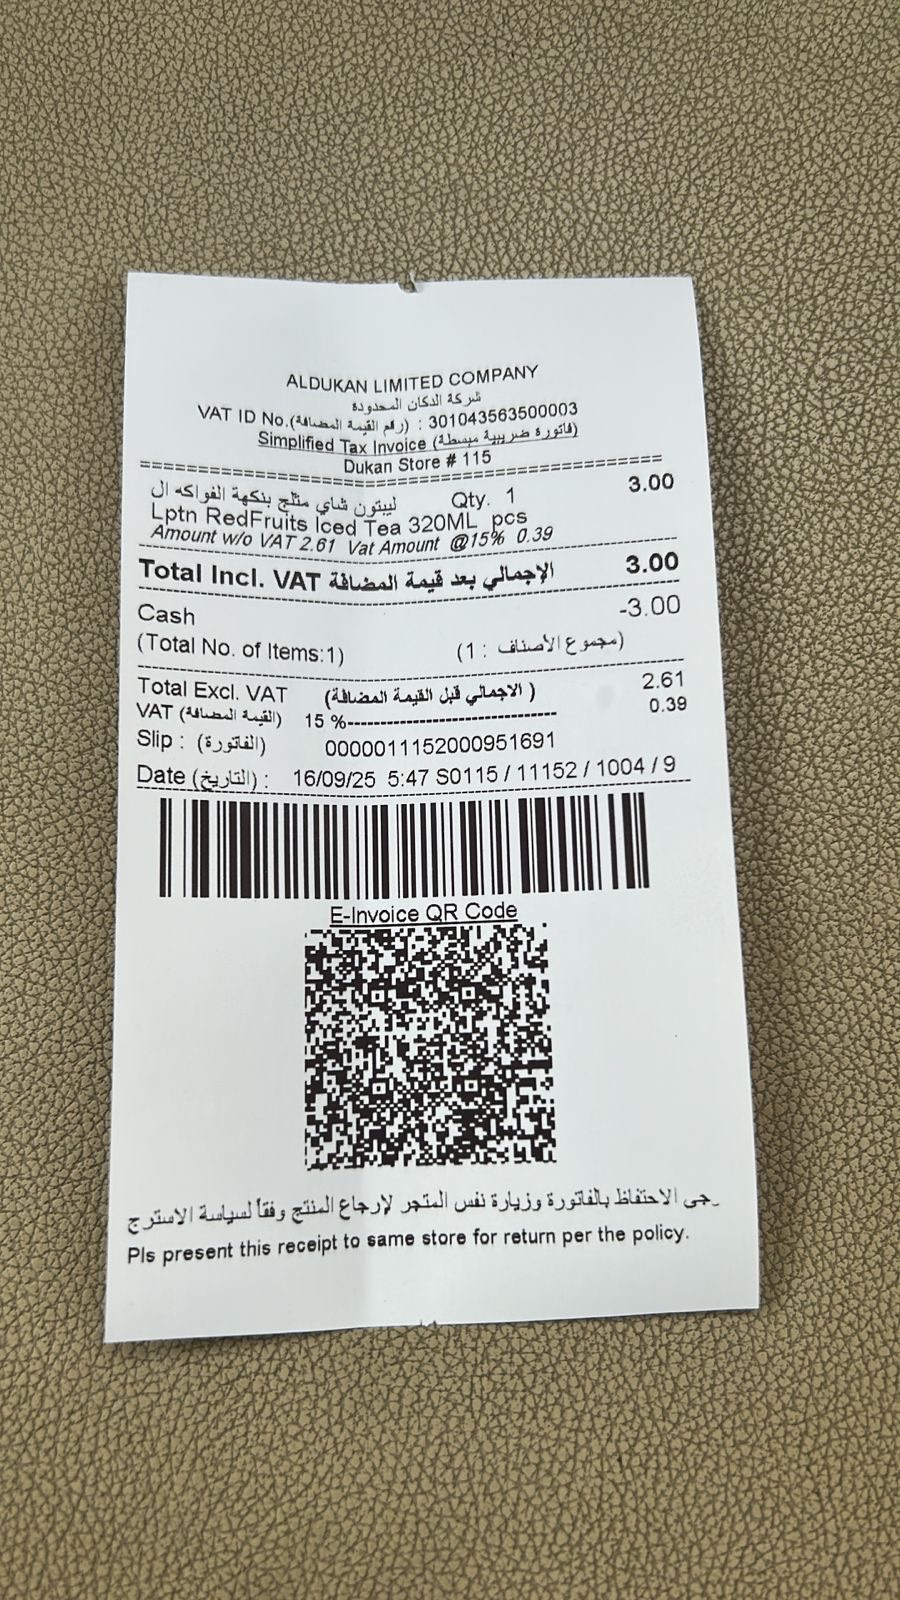 ALDUKAN LIMITED COMPANY
شركة الدكان المحدودة
VAT ID No.(رقم القيمة المضافة) : 301043563500003
Simplified Tax Invoice (فاتورة ضريبية مبسطة)
Dukan Store # 115
ليبتون شاي مثلج بنكهة الفواكه ال Qty. 1 3.00
Lptn RedFruits Iced Tea 320ML pcs
Amount w/o VAT 2.61 Vat Amount @15% 0.39
Total Incl. VAT الإجمالي بعد قيمة المضافة 3.00
Cash -3.00
(Total No. of Items:1) (مجموع الأصناف : 1)
Total Excl. VAT (الاجمالي قبل القيمة المضافة ) 2.61
VAT (القيمة المضافة) 15 %-------------------------------- 0.39
Slip : (الفاتورة) 0000011152000951691
Date (التاريخ) : 16/09/25 5:47 S0115 / 11152 / 1004 / 9
E-Invoice QR Code
رجى الاحتفاظ بالفاتورة وزيارة نفس المتجر لإرجاع المنتج وفقاً لسياسة الاسترج
Pls present this receipt to same store for return per the policy.